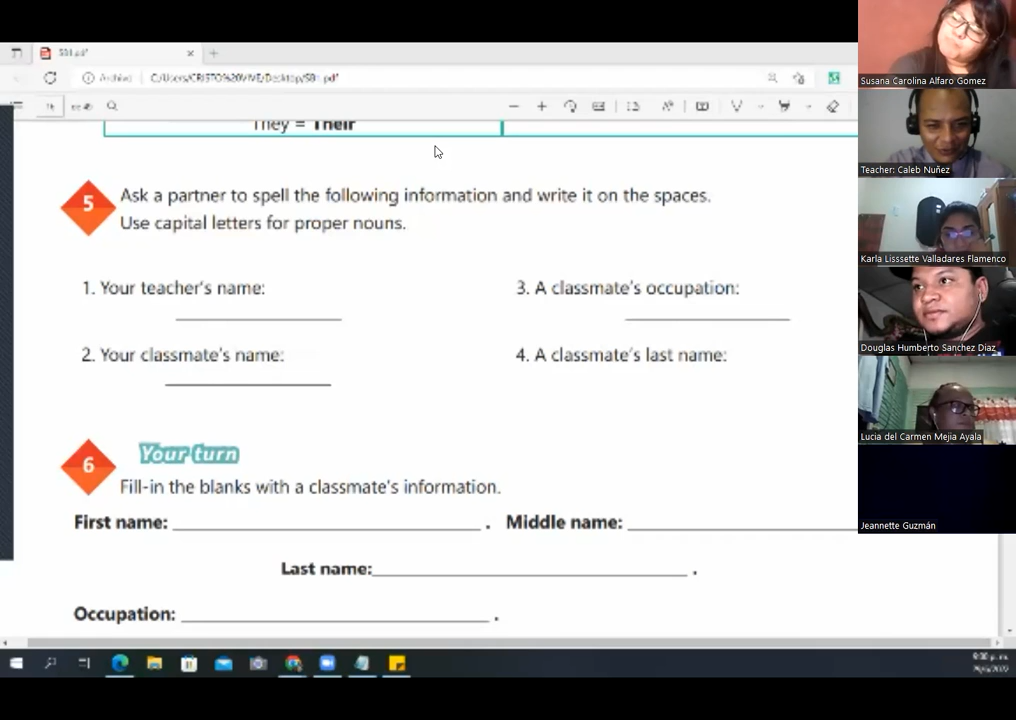 Archivo
They = Their
5
Ask a partner to spell the following information and write it on the spaces.
Use capital letters for proper nouns.
1. Your teacher's name:
3. A classmate's occupation:
2. Your classmate's name:
4. A classmate's last name:
6
Your turn
Fill-in the blanks with a classmate's information.
First name: . Middle name:
Last name: .
Occupation: .
Susana Carolina Alfaro Gomez
Teacher: Caleb Nuñez
Karla Lisssette Valladares Flamenco
Douglas Humberto Sanchez Diaz
Lucia del Carmen Mejia Ayala
Jeannette Guzmán